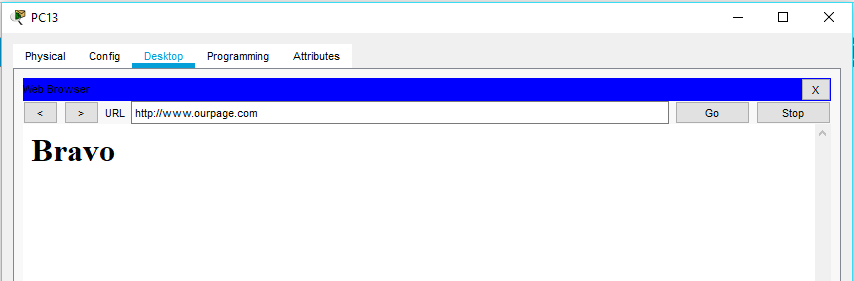 PC13
Physical Config Desktop Programming Attributes
Web Browser X
< > URL http://www.ourpage.com Go Stop
Bravo